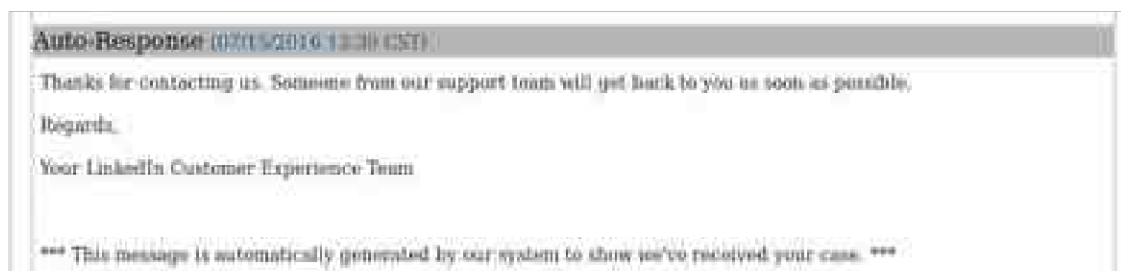 Auto-Response (07/15/2016 CST)
Thanks for contacting us. Someone from our support team will get back to you as soon as possible.
Regards,
Your LinkedIn Customer Experience Team
*** This message is automatically generated by our system to show we've received your case. ***